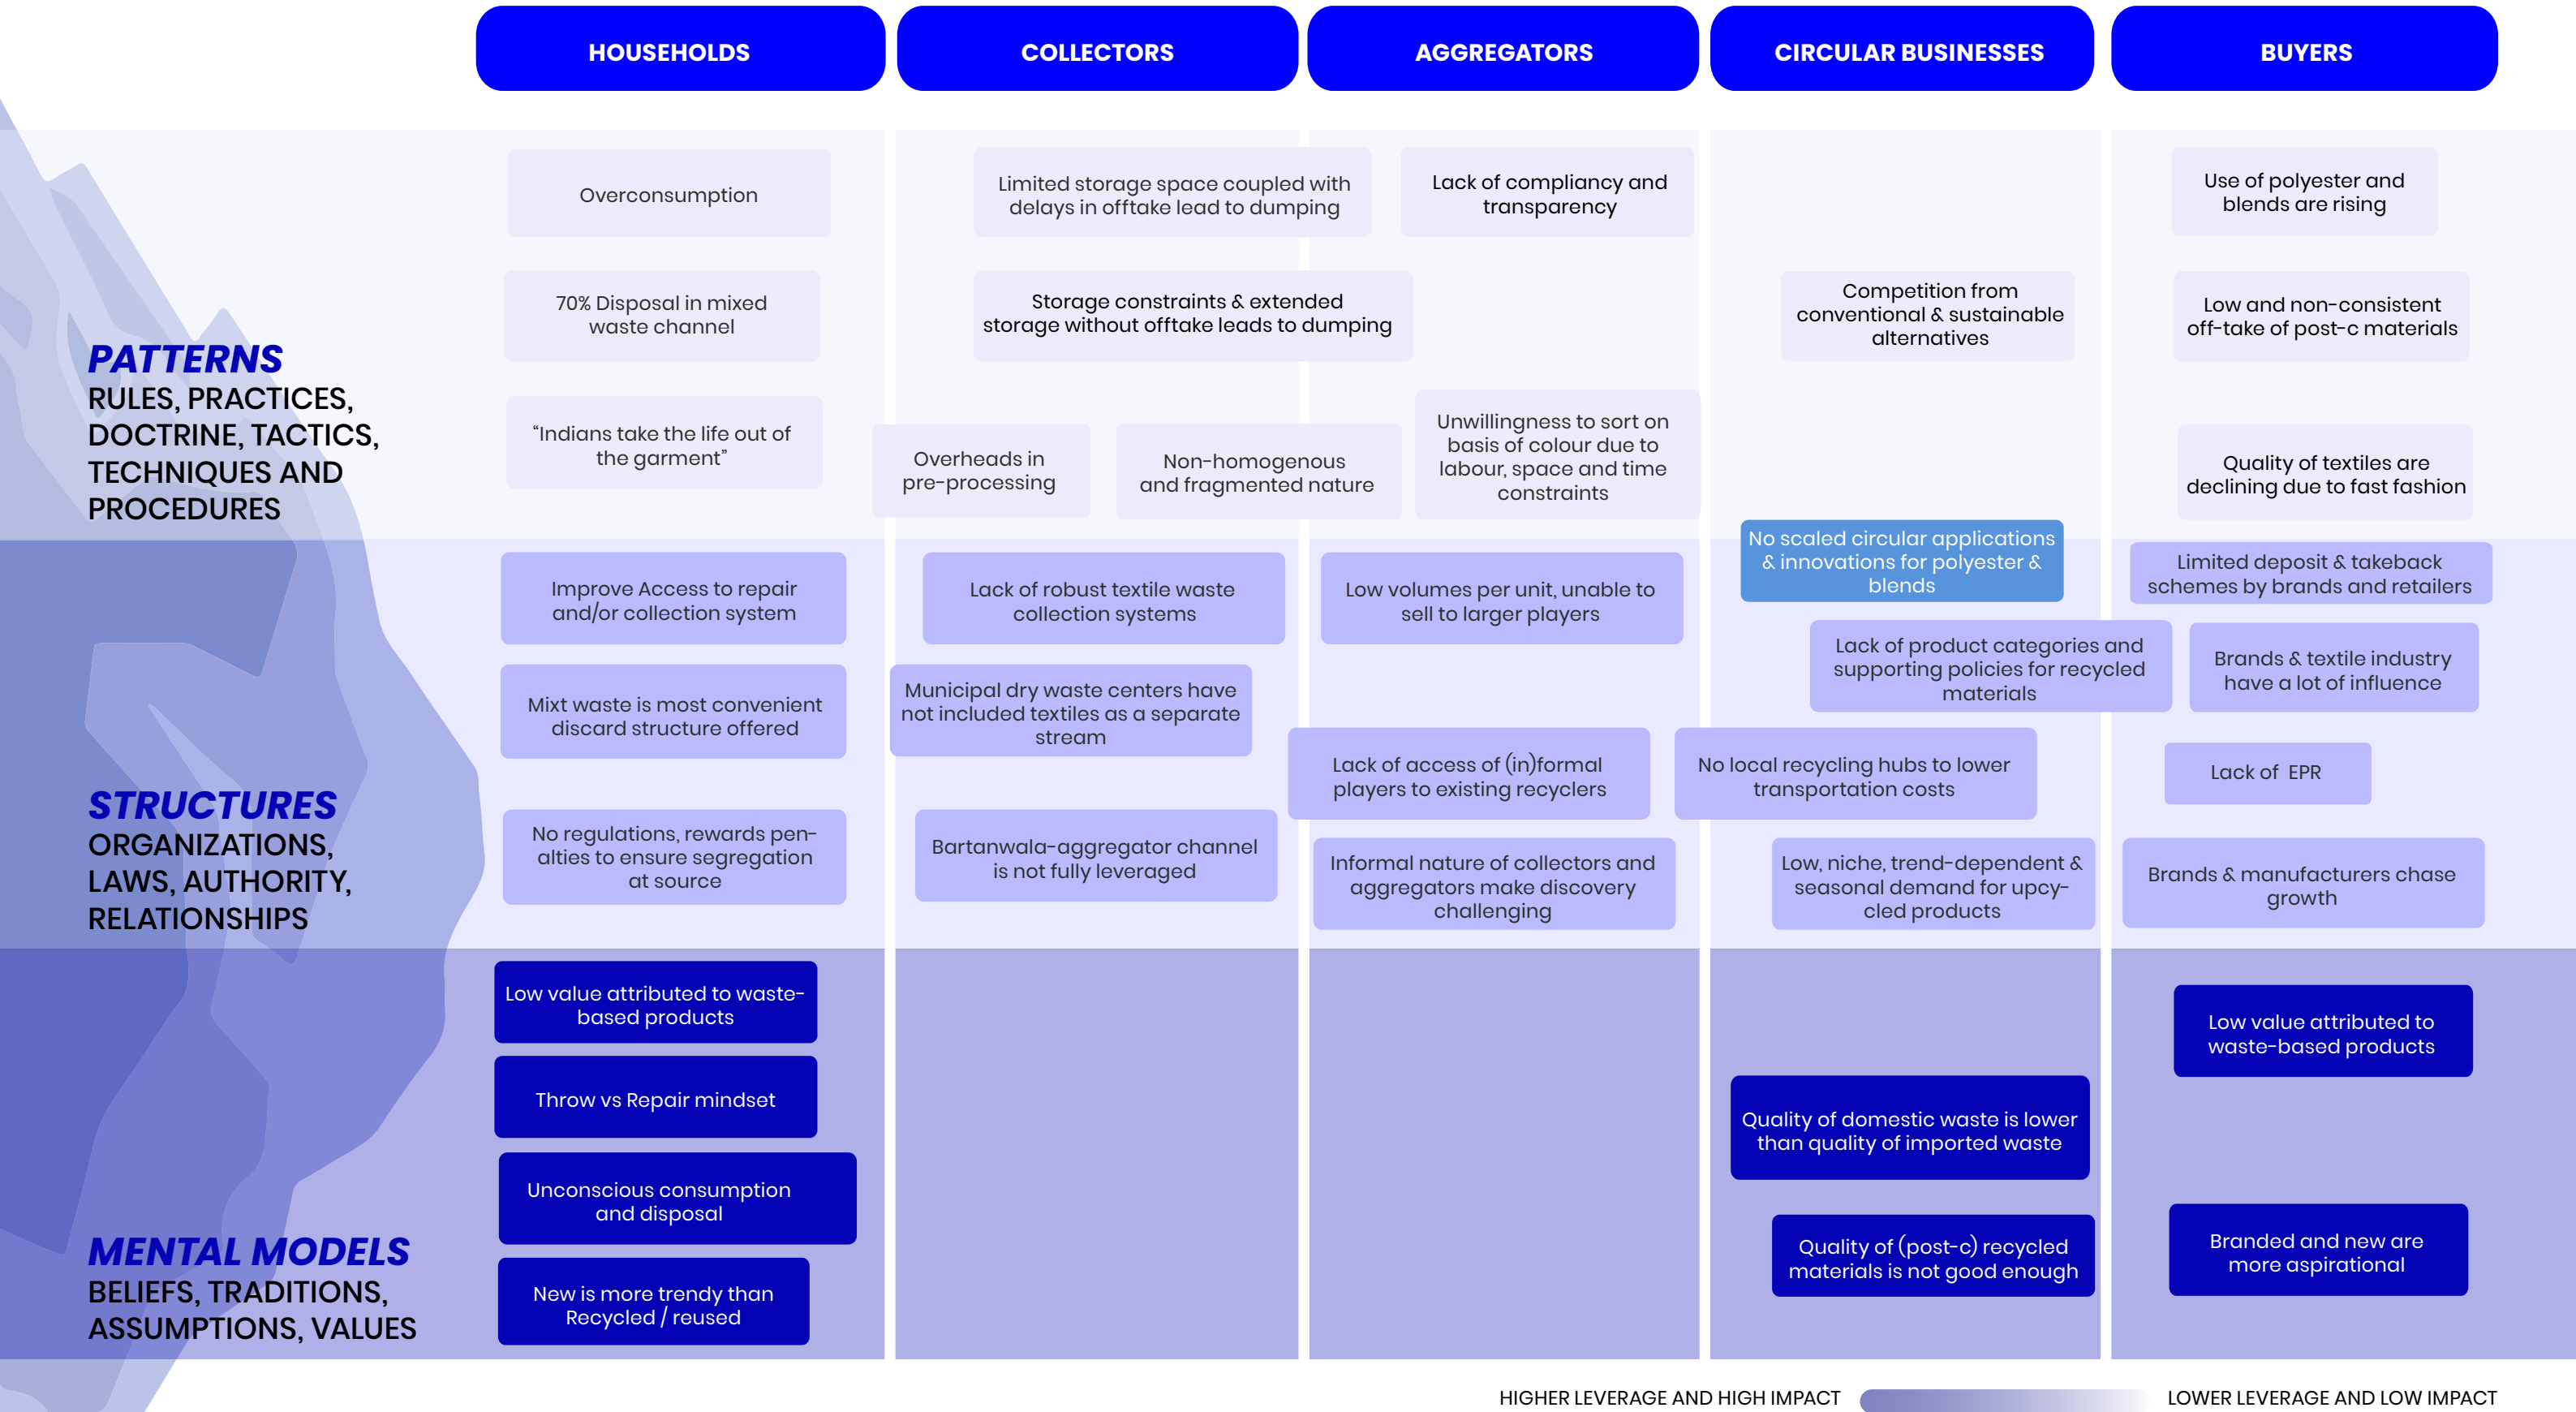 HOUSEHOLDS
COLLECTORS
AGGREGATORS
CIRCULAR BUSINESSES
BUYERS
PATTERNS
RULES, PRACTICES,
DOCTRINE, TACTICS,
TECHNIQUES AND
PROCEDURES
Overconsumption
70% Disposal in mixed
waste channel
“Indians take the life out of
the garment”
Limited storage space coupled with
delays in offtake lead to dumping
Storage constraints & extended
storage without offtake leads to dumping
Overheads in
pre-processing
Non-homogenous
and fragmented nature
Lack of compliancy and
transparency
Unwillingness to sort on
basis of colour due to
labour, space and time
constraints
Competition from
conventional & sustainable
alternatives
Use of polyester and
blends are rising
Low and non-consistent
off-take of post-c materials
Quality of textiles are
declining due to fast fashion
No scaled circular applications
& innovations for polyester &
blends
STRUCTURES
ORGANIZATIONS,
LAWS, AUTHORITY,
RELATIONSHIPS
Improve Access to repair
and/or collection system
Mixt waste is most convenient
discard structure offered
No regulations, rewards pen-
alties to ensure segregation
at source
Lack of robust textile waste
collection systems
Municipal dry waste centers have
not included textiles as a separate
stream
Bartanwala-aggregator channel
is not fully leveraged
Low volumes per unit, unable to
sell to larger players
Lack of access of (in)formal
players to existing recyclers
Informal nature of collectors and
aggregators make discovery
challenging
Lack of product categories and
supporting policies for recycled
materials
No local recycling hubs to lower
transportation costs
Low, niche, trend-dependent &
seasonal demand for upcy-
cled products
Limited deposit & takeback
schemes by brands and retailers
Brands & textile industry
have a lot of influence
Lack of EPR
Brands & manufacturers chase
growth
MENTAL MODELS
BELIEFS, TRADITIONS,
ASSUMPTIONS, VALUES
Low value attributed to waste-
based products
Throw vs Repair mindset
Unconscious consumption
and disposal
New is more trendy than
Recycled / reused
Quality of domestic waste is lower
than quality of imported waste
Quality of (post-c) recycled
materials is not good enough
Low value attributed to
waste-based products
Branded and new are
more aspirational
HIGHER LEVERAGE AND HIGH IMPACT
LOWER LEVERAGE AND LOW IMPACT